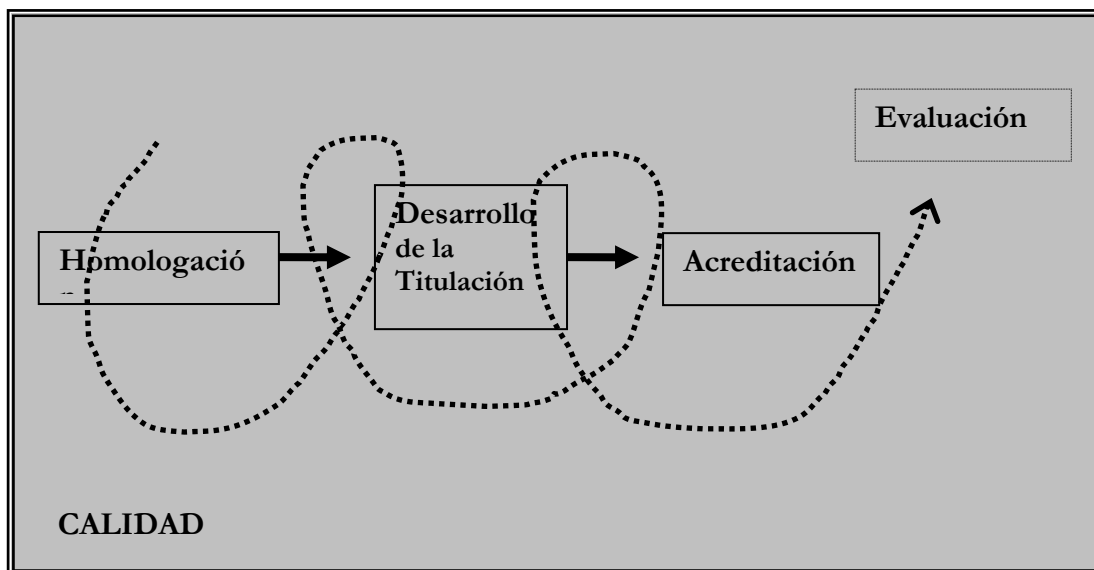 Evaluación
Desarrollo
de la
Titulación
Homologació
Acreditación
CALIDAD